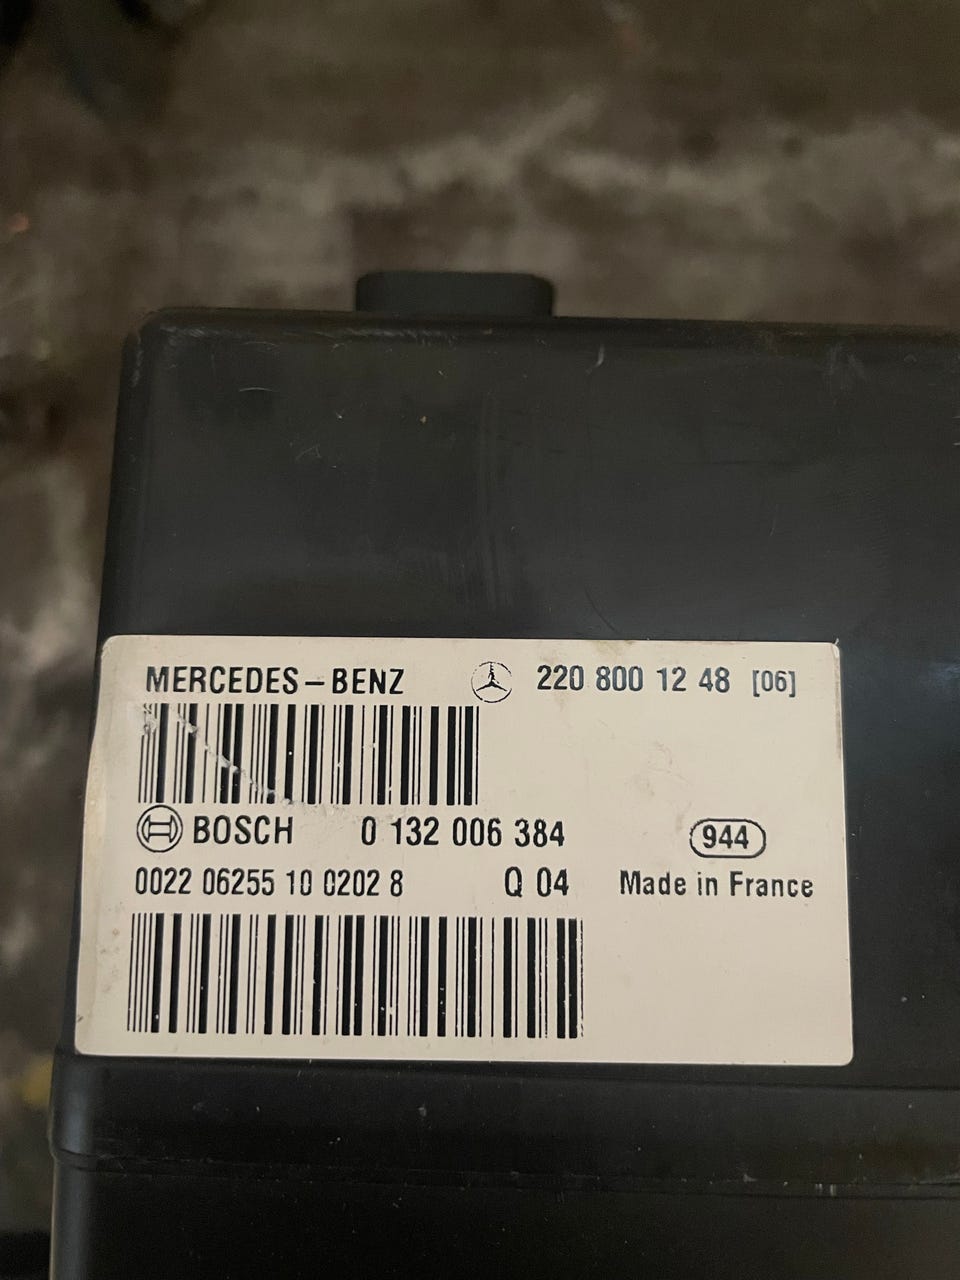 MERCEDES-BENZ 220 800 12 48 [06]
BOSCH 0 132 006 384
944
0022 06255 10 0202 8 Q 04 Made in France